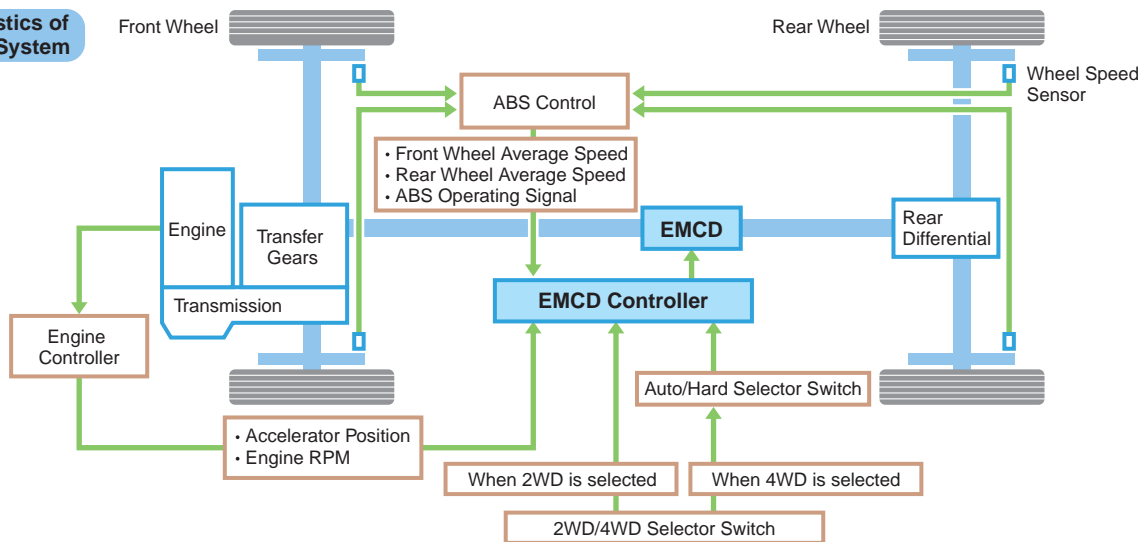 stics of
System
Front Wheel
Rear Wheel
Wheel Speed
Sensor
ABS Control
• Front Wheel Average Speed
• Rear Wheel Average Speed
• ABS Operating Signal
Engine
Transfer
Gears
Transmission
EMCD
Rear
Differential
EMCD Controller
Engine
Controller
Auto/Hard Selector Switch
• Accelerator Position
• Engine RPM
When 2WD is selected
When 4WD is selected
2WD/4WD Selector Switch